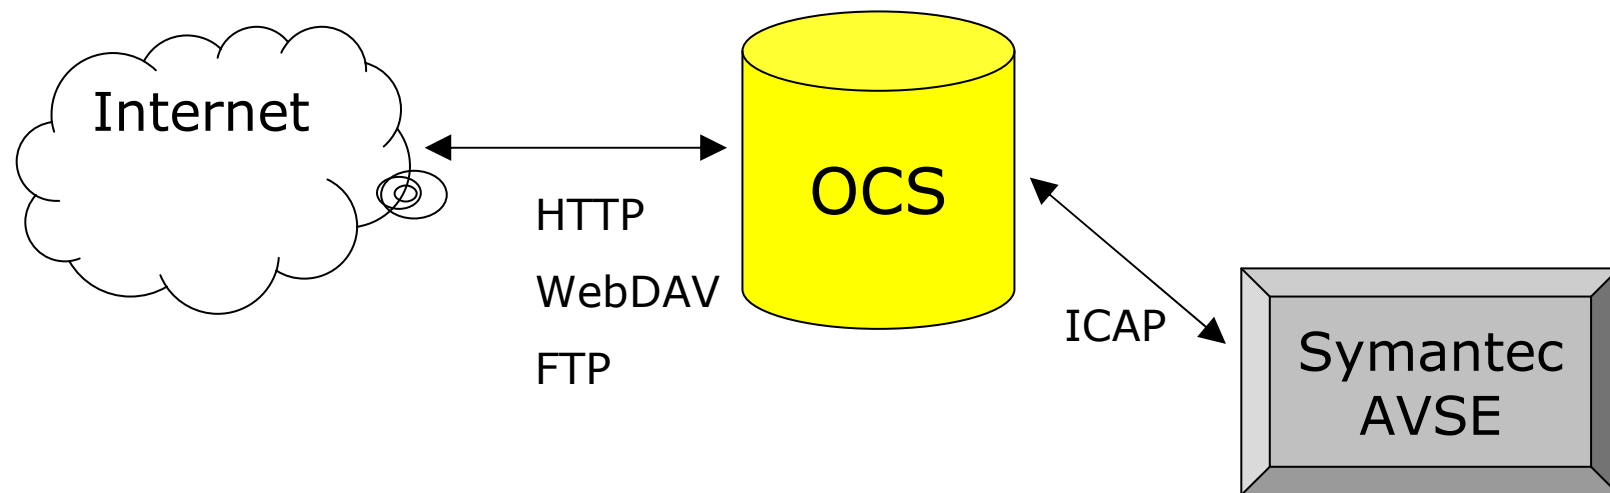 Internet
HTTP
WebDAV
FTP
OCS
ICAP
Symantec
AVSE